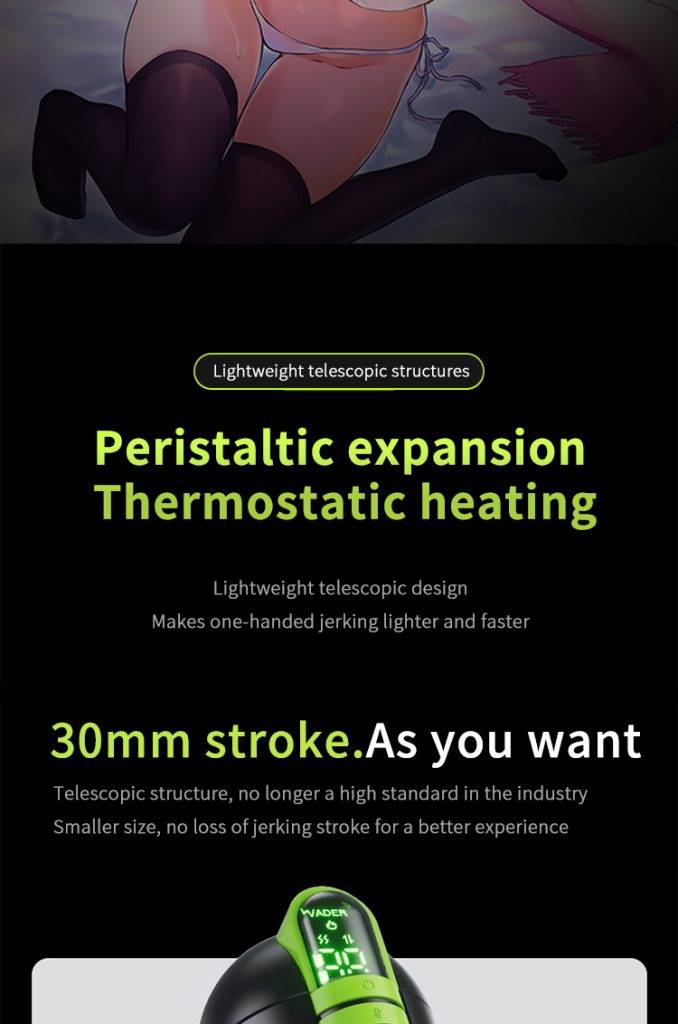 Lightweight telescopic structures
Peristaltic expansion
Thermostatic heating
Lightweight telescopic design
Makes one-handed jerking lighter and faster
30mm stroke.As you want
Telescopic structure, no longer a high standard in the industry
Smaller size, no loss of jerking stroke for a better experience
VADER